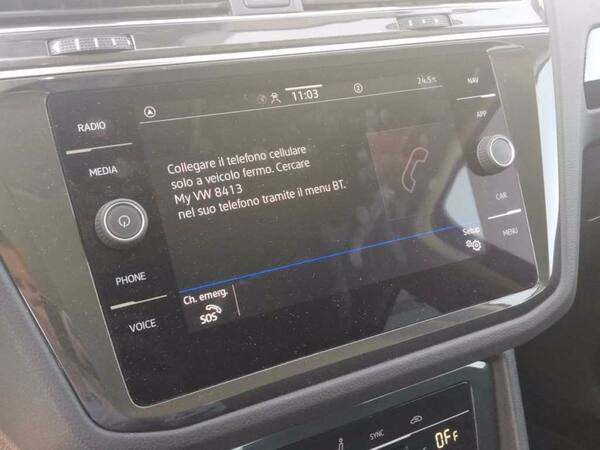 11:03
24.5°C
NAV
RADIO
APP
MEDIA
Collegare il telefono cellulare
solo a veicolo fermo. Cercare
My VW 8413
nel suo telefono tramite il menu BT.
CAR
PHONE
Setup
MENU
Ch. emerg.
SOS
VOICE
SYNC
OFF